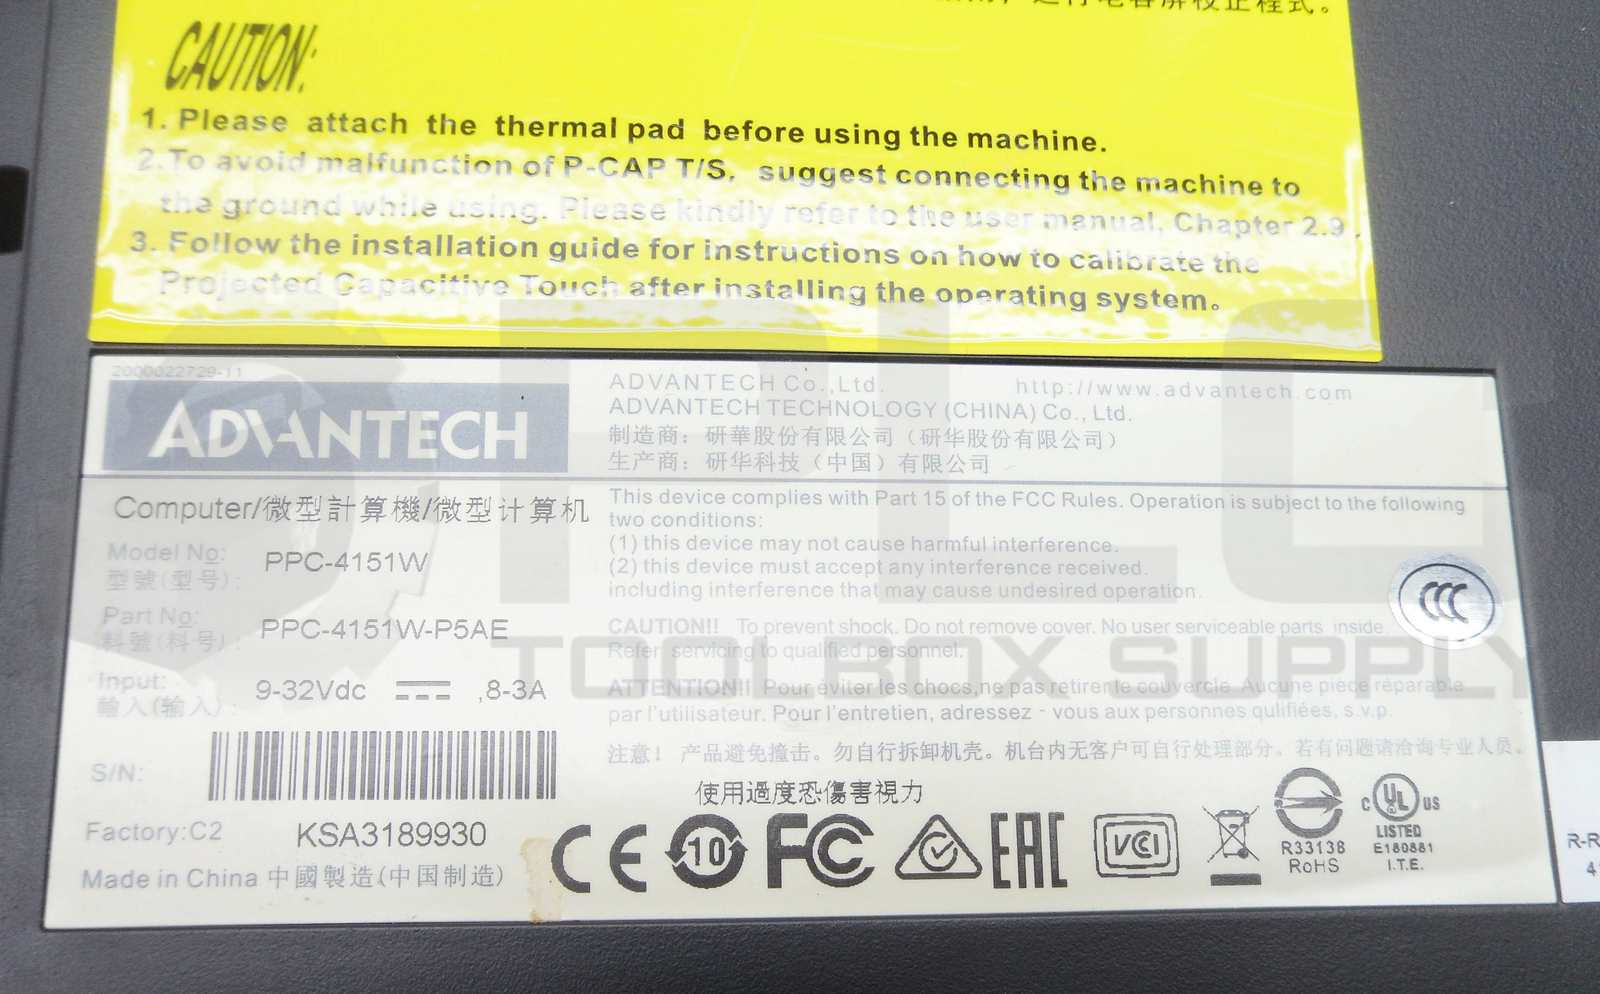 校正程式。
CAUTION:
1. Please attach the thermal pad before using the machine.
2.To avoid malfunction of P-CAP T/S, suggest connecting the machine to
the ground while using. Please kindly refer to the user manual, Chapter 2.9 .
3. Follow the installation guide for instructions on how to calibrate the
Projected Capacitive Touch after installing the operating system。
2000022729-11
ADVANTECH
ADVANTECH Co.,Ltd. http://www.advantech.com
ADVANTECH TECHNOLOGY (CHINA) Co., Ltd.
制造商：研華股份有限公司（研华股份有限公司）
生产商：研华科技（中国）有限公司
Computer/微型計算機/微型计算机
Model No:
型號(型号):
PPC-4151W
Part No:
料號(料号):
PPC-4151W-P5AE
Input:
輸入(输入):
9-32Vdc ,8-3A
S/N:
Factory:C2 KSA3189930
Made in China 中國製造(中国制造)
This device complies with Part 15 of the FCC Rules. Operation is subject to the following
two conditions:
(1) this device may not cause harmful interference.
(2) this device must accept any interference received.
including interference that may cause undesired operation.
CAUTION!! To prevent shock. Do not remove cover. No user serviceable parts inside.
Refer servicing to qualified personnel.
ATTENTION!! Pour éviter les chocs,ne pas retirer le couvercle. Aucune pièce réparable
par l'utilisateur. Pour l'entretien, adressez - vous aux personnes qulifiées, s.v.p.
注意！ 产品避免撞击。勿自行拆卸机壳。机台内无客户可自行处理部分。若有问题请洽询专业人员。
使用過度恐傷害視力
CCC
CE
10
FC
EAC
VCCI
R33138
RoHS
C UL US
LISTED
E180881
I.T.E.
R-R
41
PLC
TOOLBOX SUPPLY